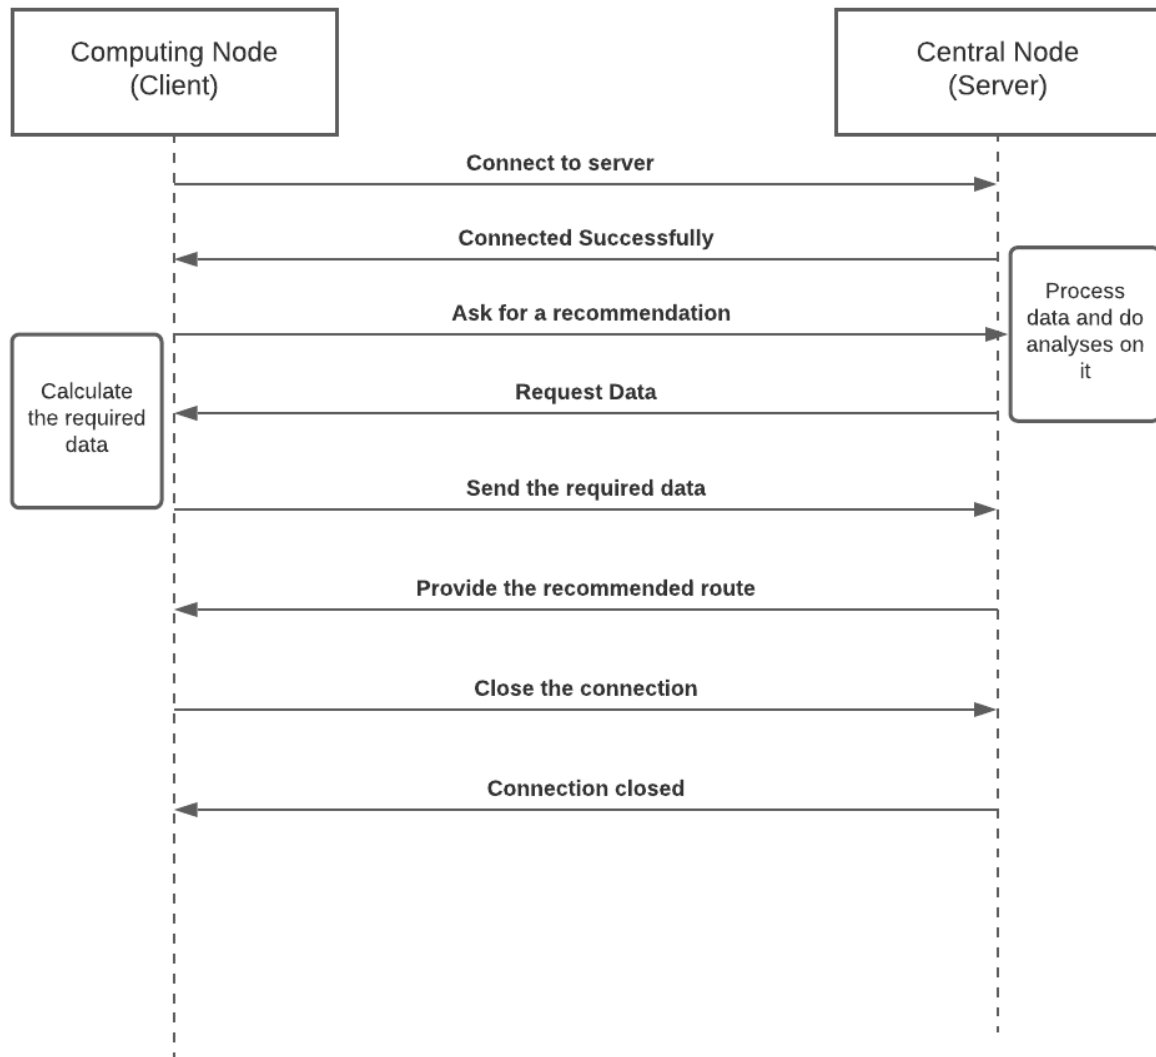 Computing Node
(Client)
Central Node
(Server)
Connect to server
Connected Successfully
Process
data and do
analyses on
it
Ask for a recommendation
Calculate
the required
data
Request Data
Send the required data
Provide the recommended route
Close the connection
Connection closed